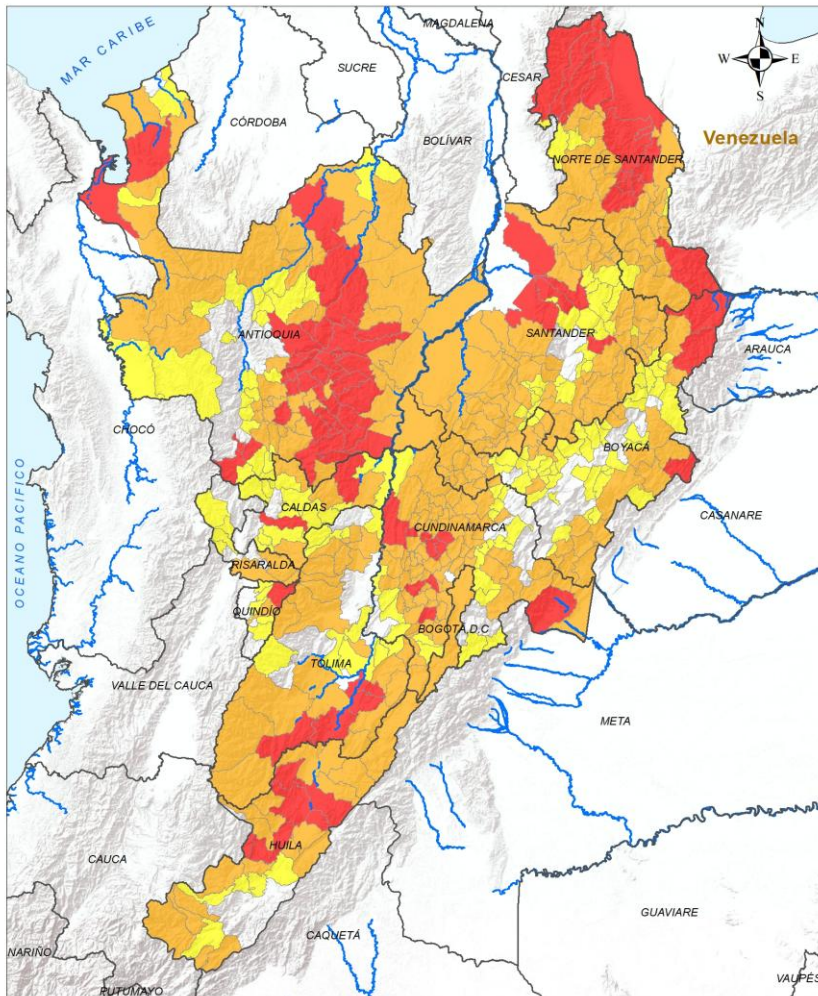 MAGDALENA
N
W E
S
MAR CARIBE
SUCRE
CESAR
CÓRDOBA
BOLÍVAR
Venezuela
NORTE DE SANTANDER
ANTIOQUIA
SANTANDER
ARAUCA
CHOCÓ
BOYACÁ
OCEANO PACIFICO
CALDAS
CUNDINAMARCA
CASANARE
RISARALDA
QUINDÍO
BOGOTÁ D.C
TOLIMA
VALLE DEL CAUCA
META
HUILA
CAUCA
GUAVIARE
CAQUETÁ
NARIÑO
PUTUMAYO
VAUPÉS